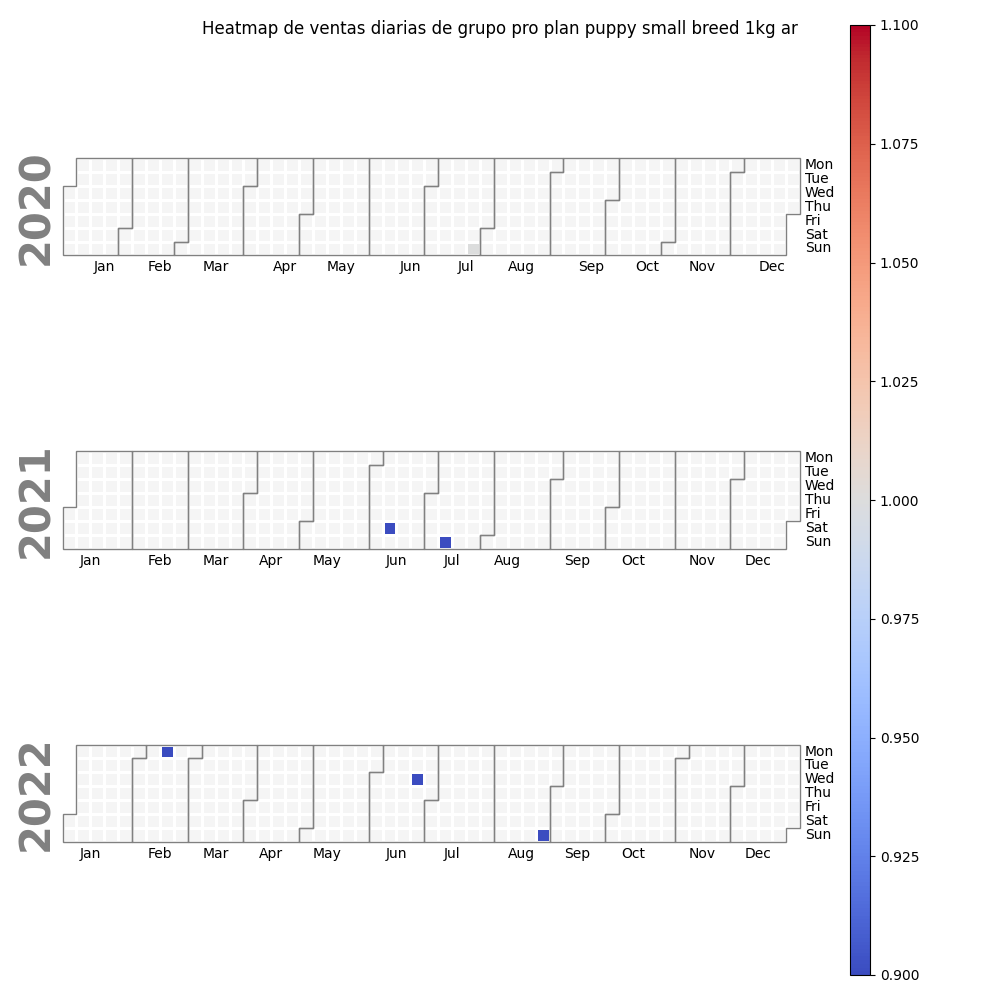 Heatmap de ventas diarias de grupo pro plan puppy small breed 1kg ar
2020
Mon
Tue
Wed
Thu
Fri
Sat
Sun
Jan Feb Mar Apr May Jun Jul Aug Sep Oct Nov Dec
2021
Mon
Tue
Wed
Thu
Fri
Sat
Sun
Jan Feb Mar Apr May Jun Jul Aug Sep Oct Nov Dec
2022
Mon
Tue
Wed
Thu
Fri
Sat
Sun
Jan Feb Mar Apr May Jun Jul Aug Sep Oct Nov Dec
1.100
1.075
1.050
1.025
1.000
0.975
0.950
0.925
0.900